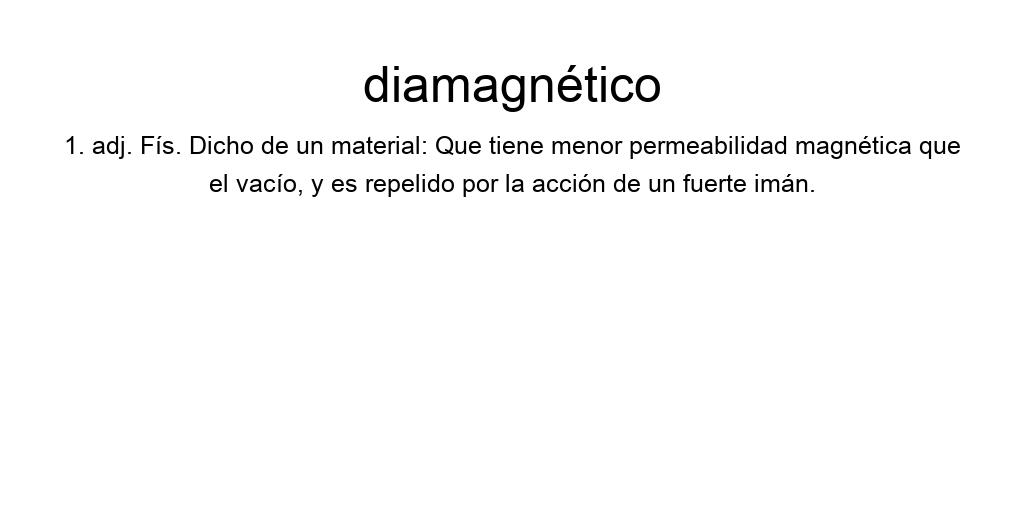 diamagnético
1. adj. Fís. Dicho de un material: Que tiene menor permeabilidad magnética que
el vacío, y es repelido por la acción de un fuerte imán.